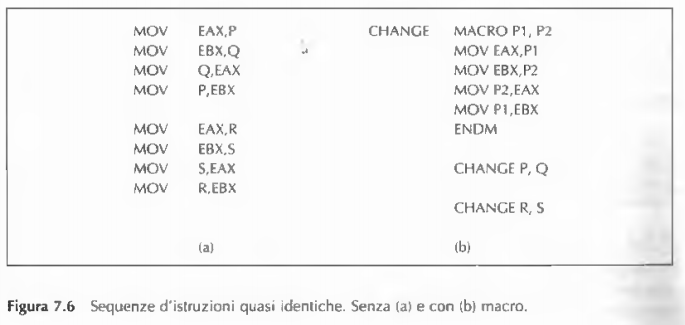 MOV EAX,P
MOV EBX,Q
MOV Q,EAX
MOV P,EBX
MOV EAX,R
MOV EBX,S
MOV S,EAX
MOV R,EBX
(a)
CHANGE MACRO P1, P2
MOV EAX,P1
MOV EBX,P2
MOV P2,EAX
MOV P1,EBX
ENDM
CHANGE P, Q
CHANGE R, S
(b)
Figura 7.6 Sequenze d'istruzioni quasi identiche. Senza (a) e con (b) macro.